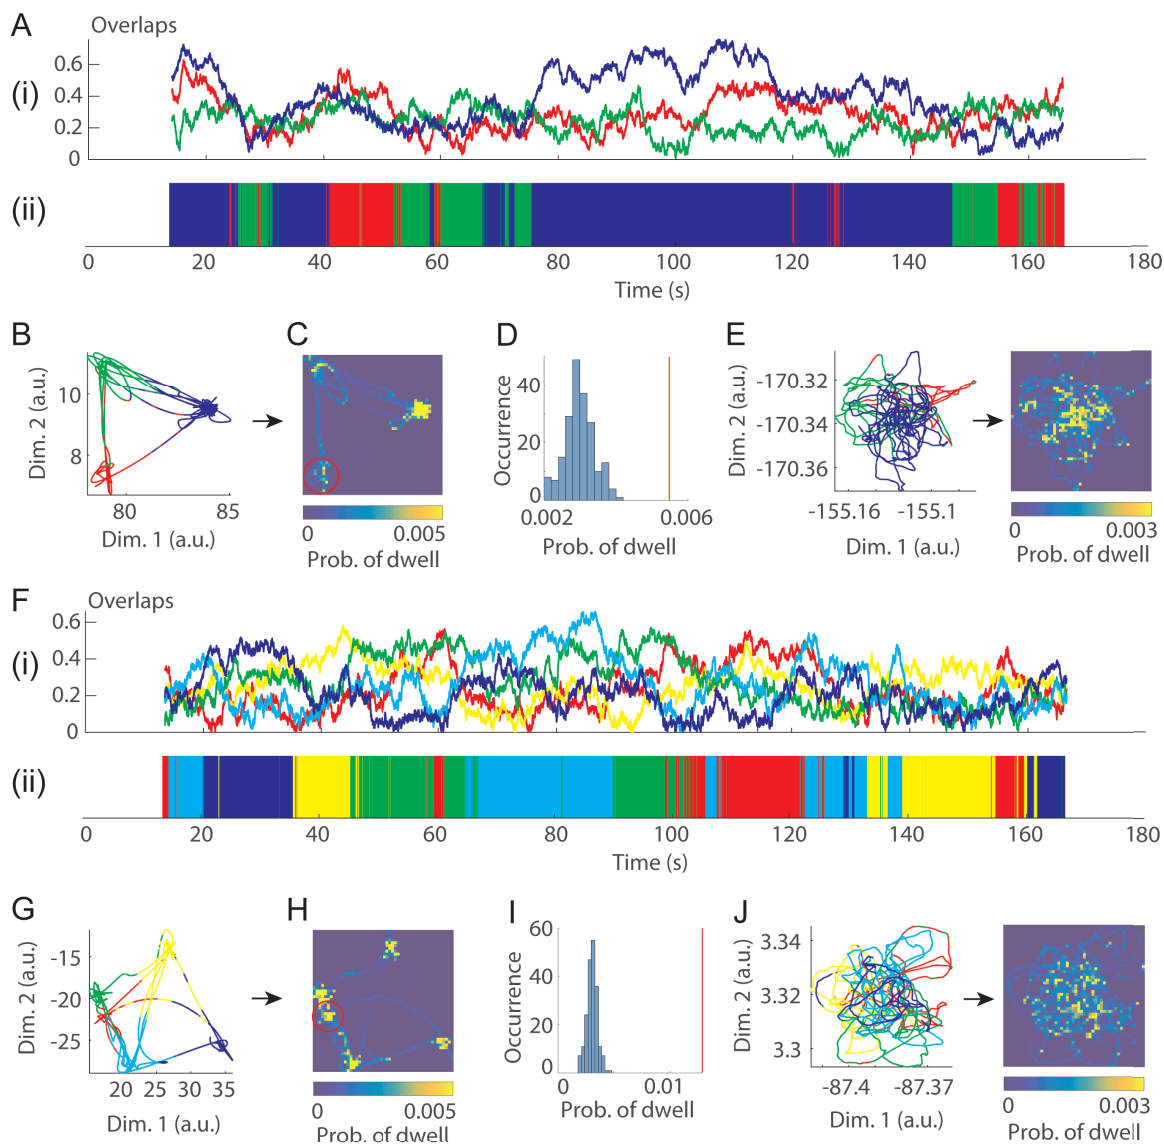 A
Overlaps
(i)
0.6
0.4
0.2
0
(ii)
0 20 40 60 80 100 120 140 160 180
Time (s)
B
Dim. 2 (a.u.)
10
8
80 85
Dim. 1 (a.u.)
C
0 0.005
Prob. of dwell
D
Occurrence
40
20
0
0.002 0.006
Prob. of dwell
E
Dim. 2 (a.u.)
-170.32
-170.34
-170.36
-155.16 -155.1
Dim. 1 (a.u.)
0 0.003
Prob. of dwell
F
Overlaps
(i)
0.6
0.4
0.2
0
(ii)
0 20 40 60 80 100 120 140 160 180
Time (s)
G
Dim. 2 (a.u.)
-15
-20
-25
20 25 30 35
Dim. 1 (a.u.)
H
0 0.005
Prob. of dwell
I
Occurrence
60
40
20
0
0 0.01
Prob. of dwell
J
Dim. 2 (a.u.)
3.34
3.32
3.3
-87.4 -87.37
Dim. 1 (a.u.)
0 0.003
Prob. of dwell